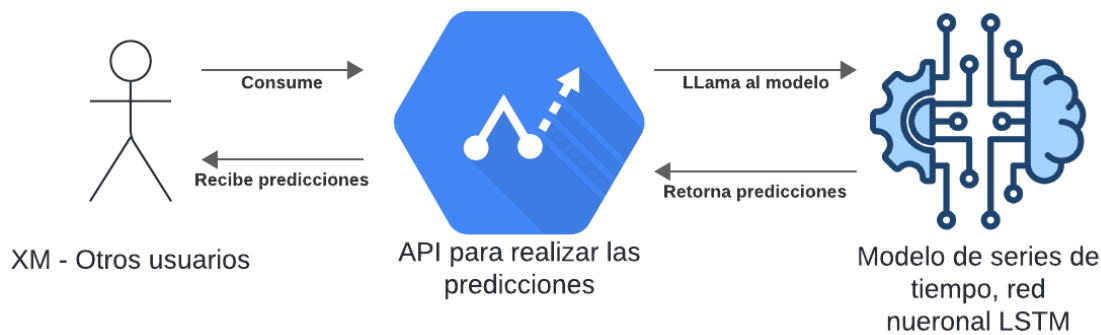 Consume
LLama al modelo
Recibe predicciones
Retorna predicciones
XM - Otros usuarios
API para realizar las
predicciones
Modelo de series de
tiempo, red
nueronal LSTM